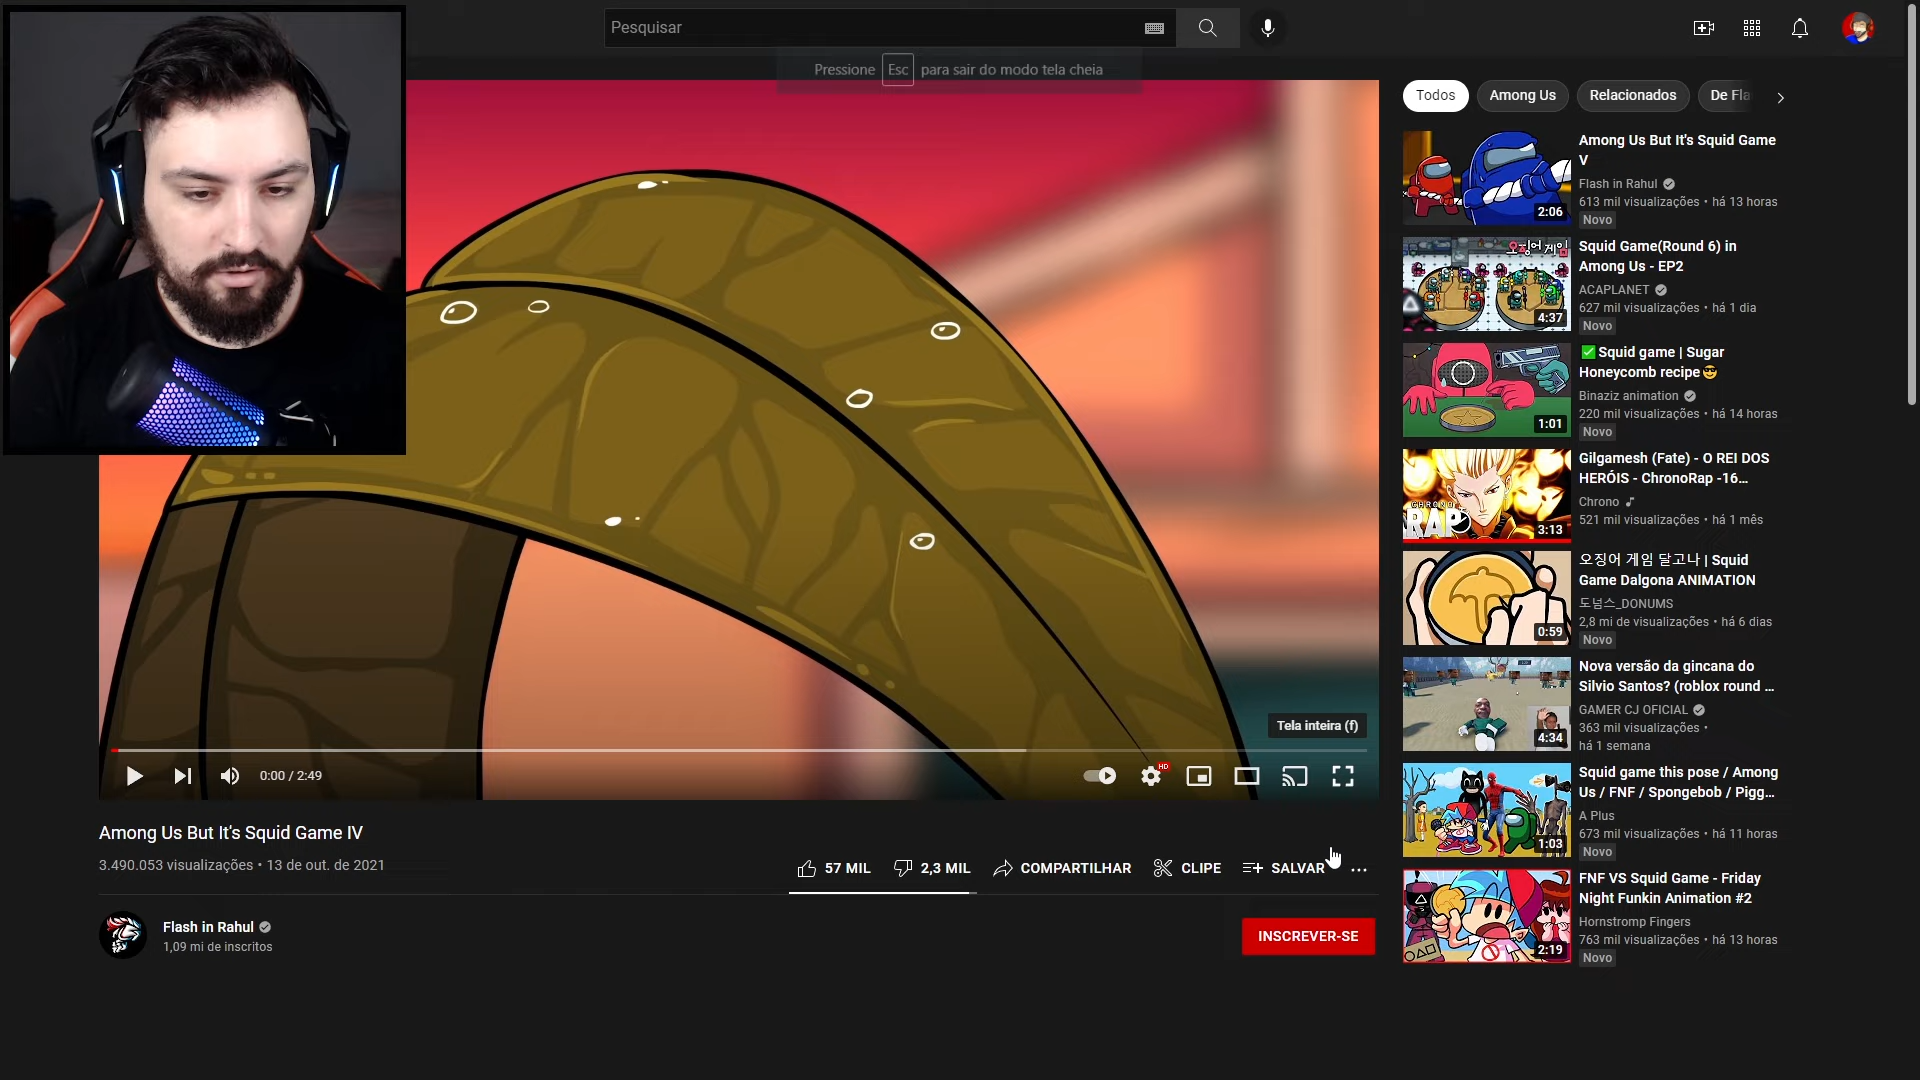 Pesquisar
Pressione Esc para sair do modo tela cheia
Tela inteira (f)
0:00 / 2:49
HD
Among Us But It's Squid Game IV
3.490.053 visualizações • 13 de out. de 2021
57 MIL
2,3 MIL
COMPARTILHAR
CLIPE
SALVAR
Flash in Rahul
1,09 mi de inscritos
INSCREVER-SE
Todos
Among Us
Relacionados
De Fla
2:06
Among Us But It's Squid Game
V
Flash in Rahul
613 mil visualizações • há 13 horas
Novo
오징어게임
4:37
Squid Game(Round 6) in
Among Us - EP2
ACAPLANET
627 mil visualizações • há 1 dia
Novo
1:01
✅Squid game | Sugar
Honeycomb recipe😎
Binaziz animation
220 mil visualizações • há 14 horas
Novo
CHRONO
RAP
3:13
Gilgamesh (Fate) - O REI DOS
HERÓIS - ChronoRap -16...
Chrono
521 mil visualizações • há 1 mês
0:59
오징어 게임 달고나 | Squid
Game Dalgona ANIMATION
도넘스_DONUMS
2,8 mi de visualizações • há 6 dias
Novo
4:34
Nova versão da gincana do
Silvio Santos? (roblox round ...
GAMER CJ OFICIAL
363 mil visualizações •
há 1 semana
1:03
Squid game this pose / Among
Us / FNF / Spongebob / Pigg...
A Plus
673 mil visualizações • há 11 horas
Novo
2:19
FNF VS Squid Game - Friday
Night Funkin Animation #2
Hornstromp Fingers
763 mil visualizações • há 13 horas
Novo